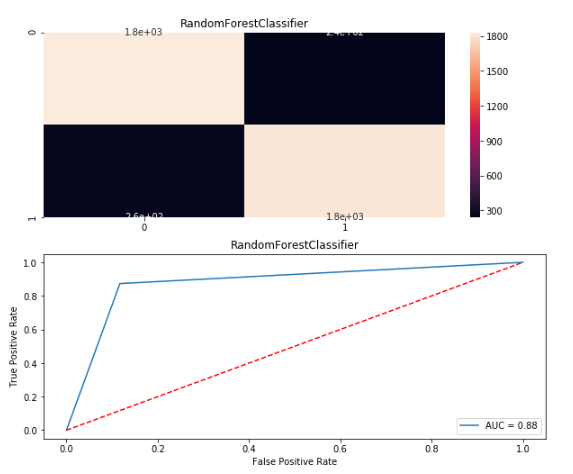 RandomForestClassifier
0
1.8e+03
2.4e+02
1
2.6e+02
1.8e+03
0
1
1800
1500
1200
900
600
300
RandomForestClassifier
True Positive Rate
1.0
0.8
0.6
0.4
0.2
0.0
AUC = 0.88
0.0 0.2 0.4 0.6 0.8 1.0
False Positive Rate